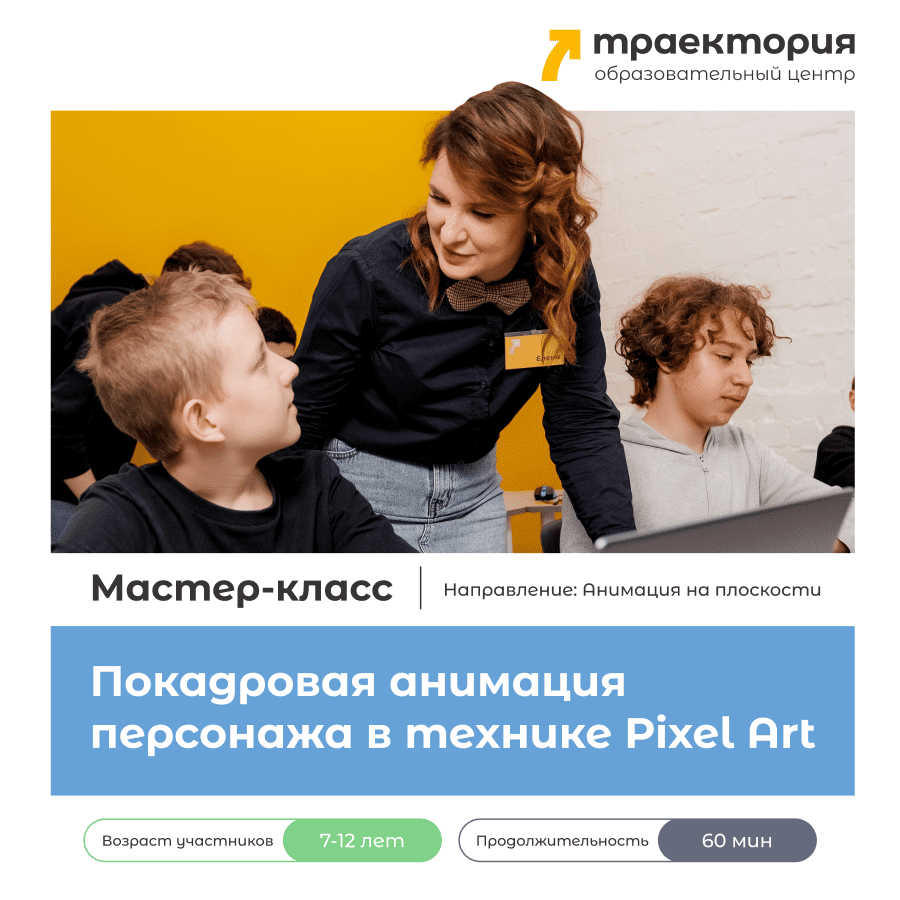 траектория
образовательный центр
Елена
Мастер-класс
Направление: Анимация на плоскости
Покадровая анимация
персонажа в технике Pixel Art
Возраст участников 7-12 лет
Продолжительность 60 мин